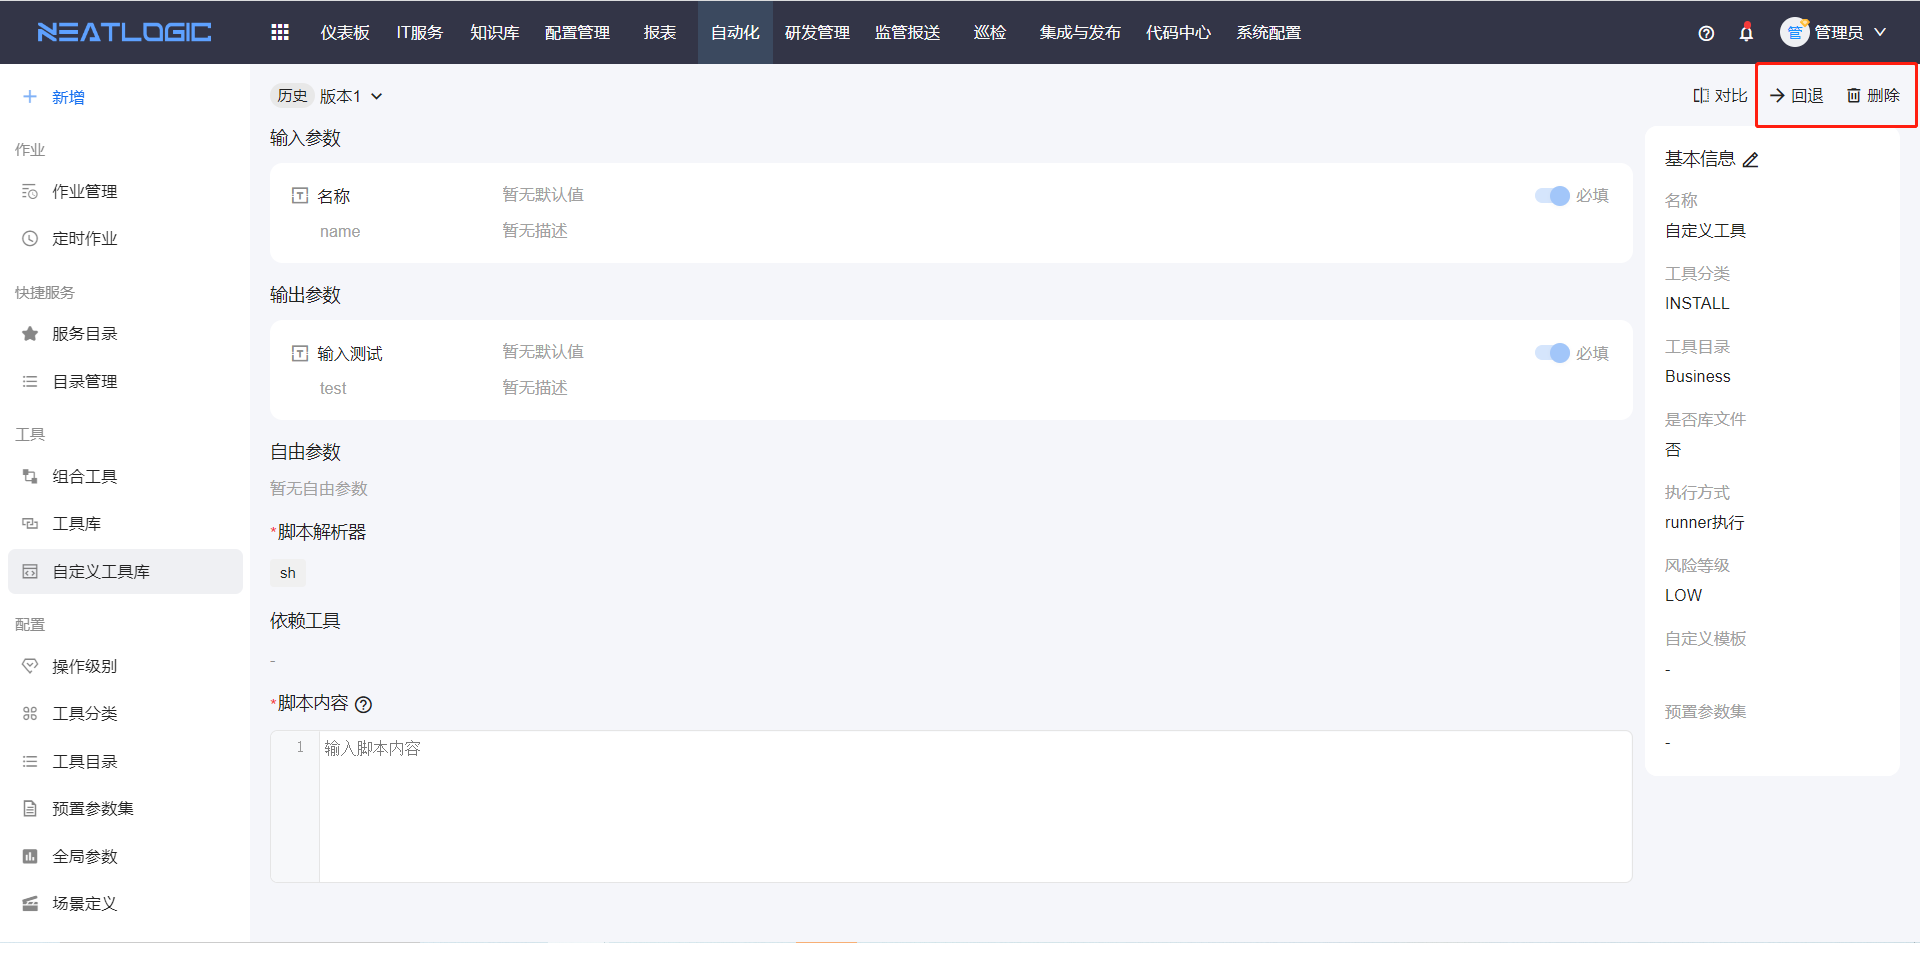 NEATLOGIC
仪表板 IT服务 知识库 配置管理 报表 自动化 研发管理 监管报送 巡检 集成与发布 代码中心 系统配置
管 管理员
新增
作业
作业管理
定时作业
快捷服务
服务目录
目录管理
工具
组合工具
工具库
自定义工具库
配置
操作级别
工具分类
工具目录
预置参数集
全局参数
场景定义
历史 版本1
对比 回退 删除
输入参数
名称 暂无默认值 必填
name 暂无描述
输出参数
输入测试 暂无默认值 必填
test 暂无描述
自由参数
暂无自由参数
*脚本解析器
sh
依赖工具
-
*脚本内容
1 输入脚本内容
基本信息
名称
自定义工具
工具分类
INSTALL
工具目录
Business
是否库文件
否
执行方式
runner执行
风险等级
LOW
自定义模板
-
预置参数集
-